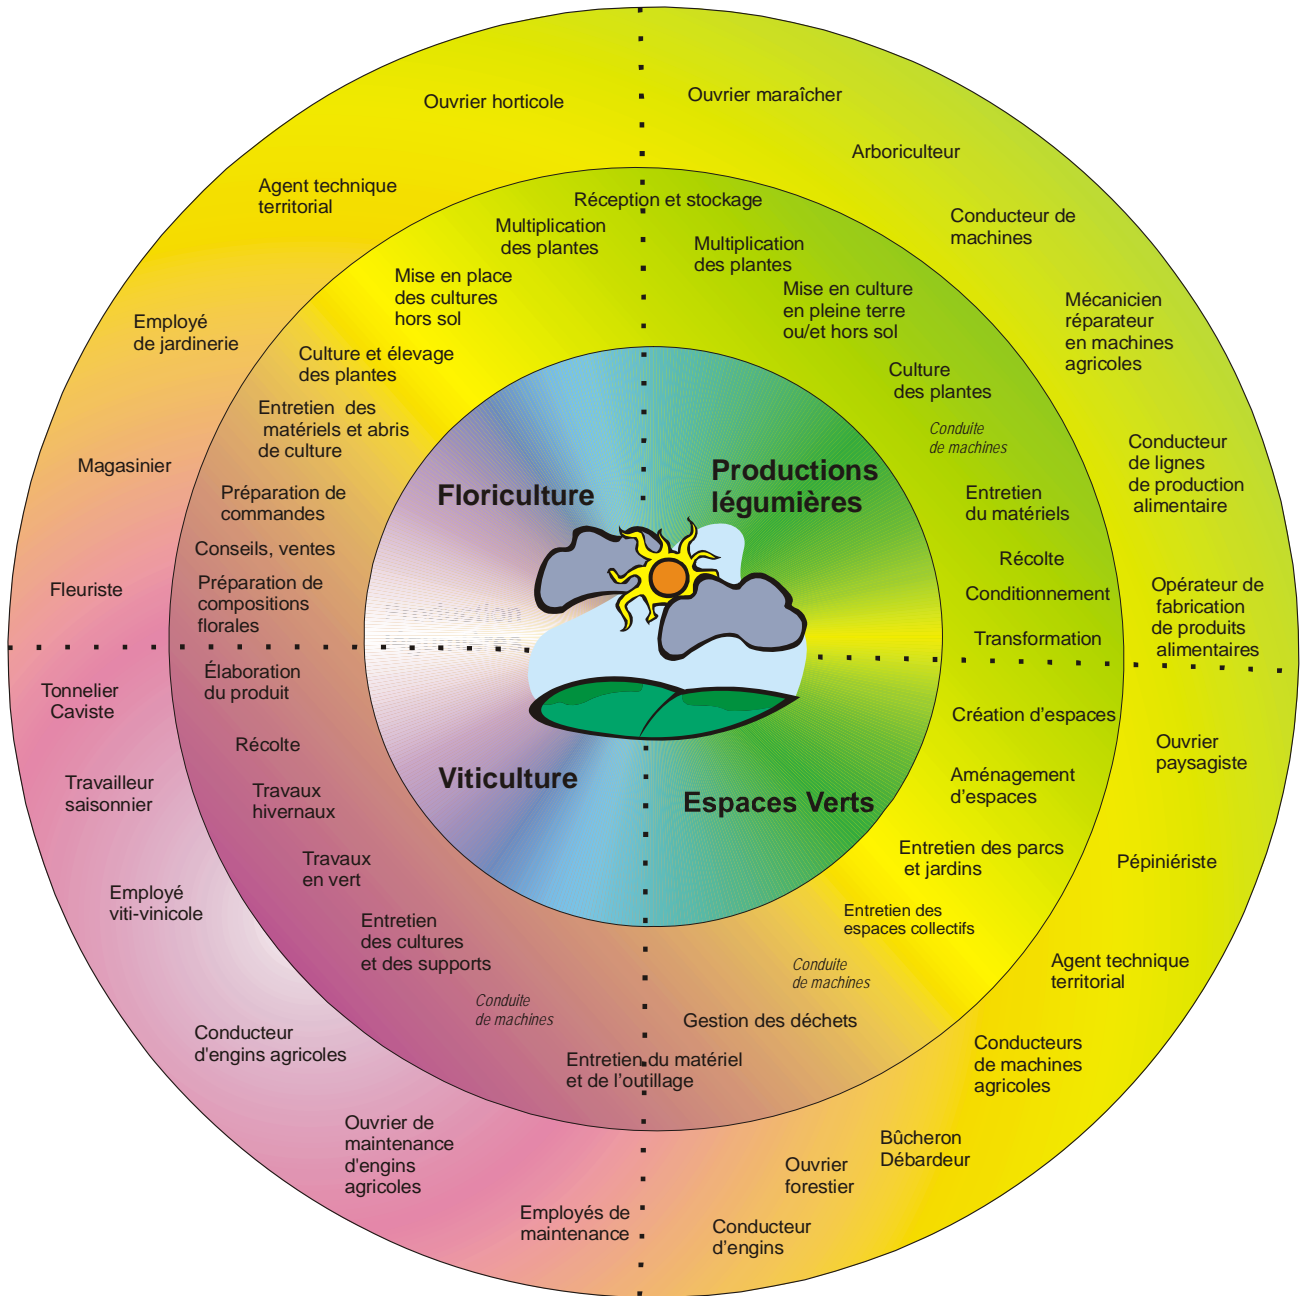 Ouvrier horticole
Agent technique
territorial
Employé
de jardinerie
Magasinier
Fleuriste
Ouvrier maraîcher
Arboriculteur
Conducteur de
machines
Mécanicien
réparateur
en machines
agricoles
Conducteur
de lignes
de production
alimentaire
Opérateur de
fabrication
de produits
alimentaires
Réception et stockage
Multiplication
des plantes
Mise en place
des cultures
hors sol
Culture et élevage
des plantes
Entretien des
matériels et abris
de culture
Préparation de
commandes
Conseils, ventes
Préparation de
compositions
florales
Multiplication
des plantes
Mise en culture
en pleine terre
ou/et hors sol
Culture
des plantes
Conduite
de machines
Entretien
du matériels
Récolte
Conditionnement
Transformation
Floriculture
Productions
légumières
Viticulture
Espaces Verts
Élaboration
du produit
Récolte
Travaux
hivernaux
Travaux
en vert
Entretien
des cultures
et des supports
Conduite
de machines
Entretien du matériel
et de l'outillage
Création d'espaces
Aménagement
d'espaces
Entretien des parcs
et jardins
Entretien des
espaces collectifs
Conduite
de machines
Gestion des déchets
Tonnelier
Caviste
Travailleur
saisonnier
Employé
viti-vinicole
Conducteur
d'engins agricoles
Ouvrier de
maintenance
d'engins
agricoles
Employés de
maintenance
Ouvrier
paysagiste
Pépiniériste
Agent technique
territorial
Conducteurs
de machines
agricoles
Bûcheron
Débardeur
Ouvrier
forestier
Conducteur
d'engins